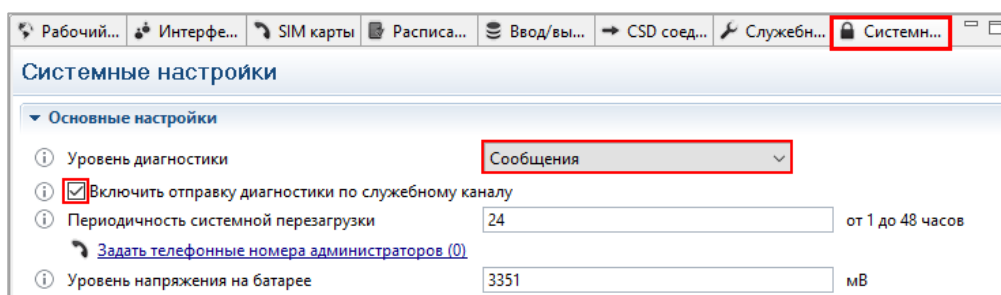 Рабочий... Интерфе... SIM карты Расписа... Ввод/вы... CSD соед... Служебн... Системн...
Системные настройки
Основные настройки
Уровень диагностики Сообщения
Включить отправку диагностики по служебному каналу
Периодичность системной перезагрузки 24 от 1 до 48 часов
Задать телефонные номера администраторов (0)
Уровень напряжения на батарее 3351 мВ